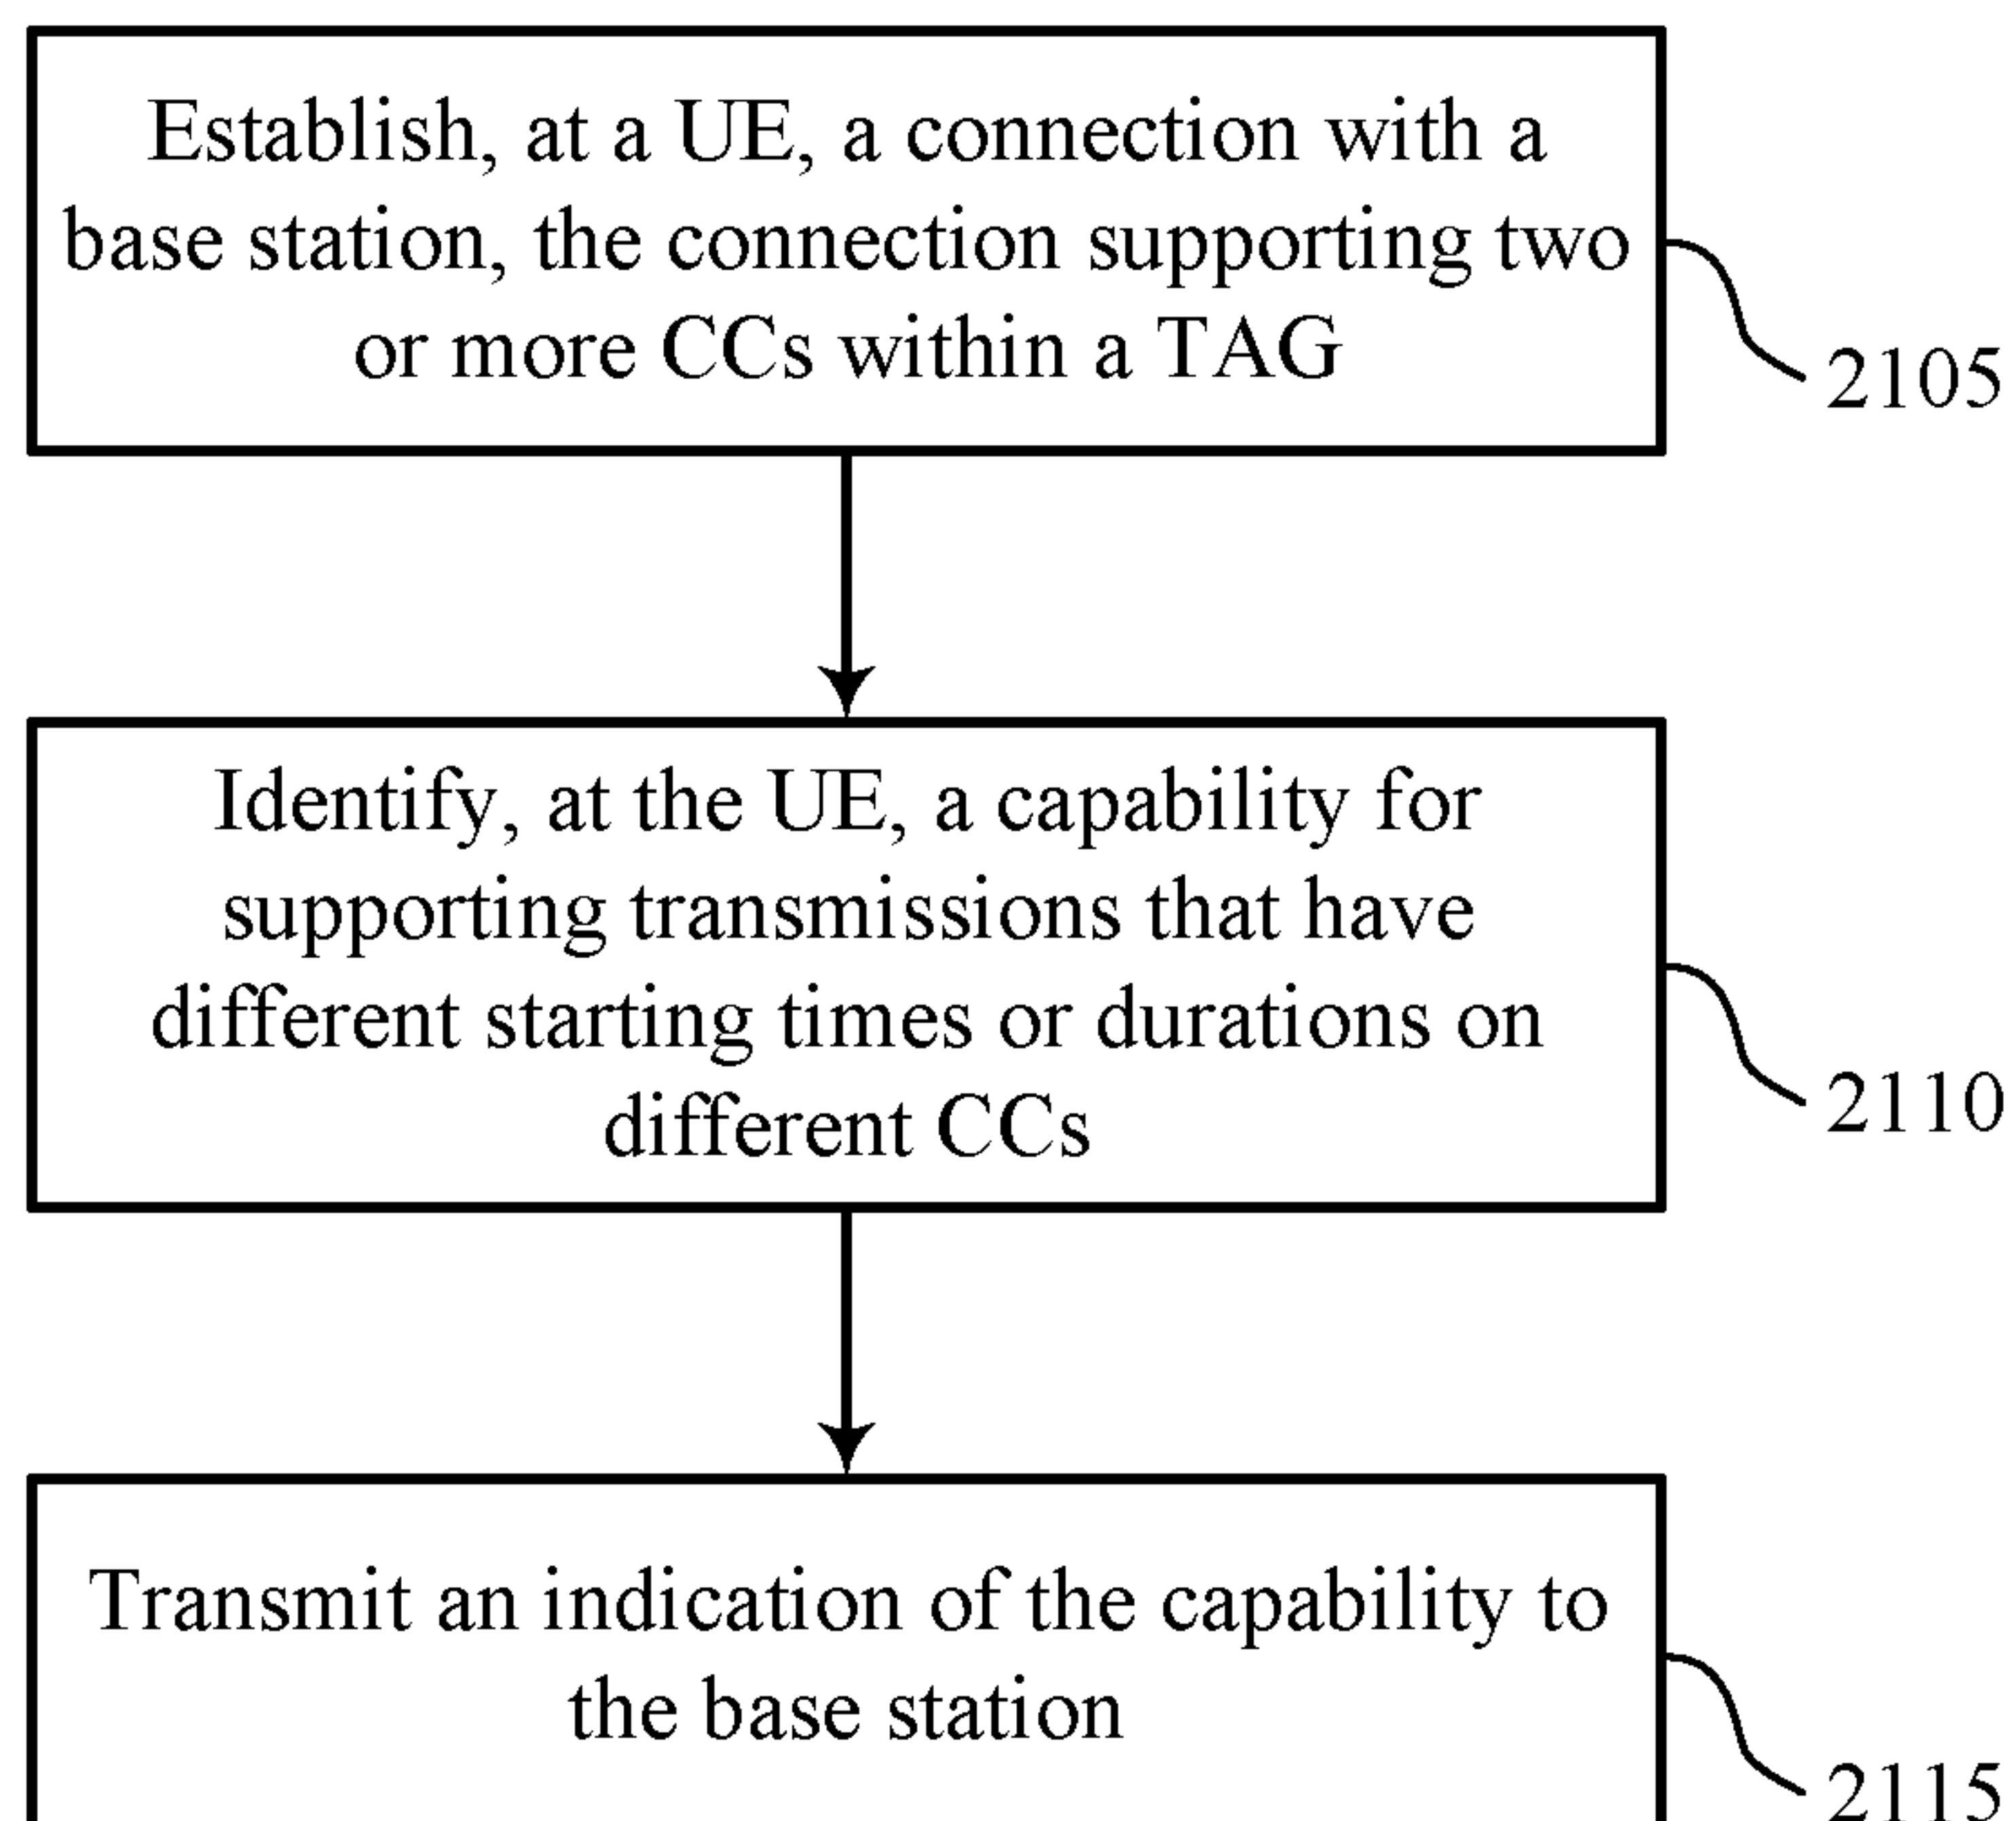 Establish, at a UE, a connection with a
base station, the connection supporting two
or more CCs within a TAG
2105
Identify, at the UE, a capability for
supporting transmissions that have
different starting times or durations on
different CCs
2110
Transmit an indication of the capability to
the base station
2115